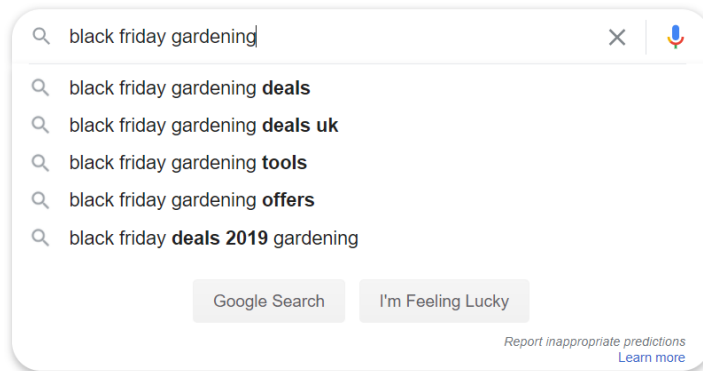 black friday gardening
black friday gardening deals
black friday gardening deals uk
black friday gardening tools
black friday gardening offers
black friday deals 2019 gardening
Google Search I'm Feeling Lucky
Report inappropriate predictions
Learn more